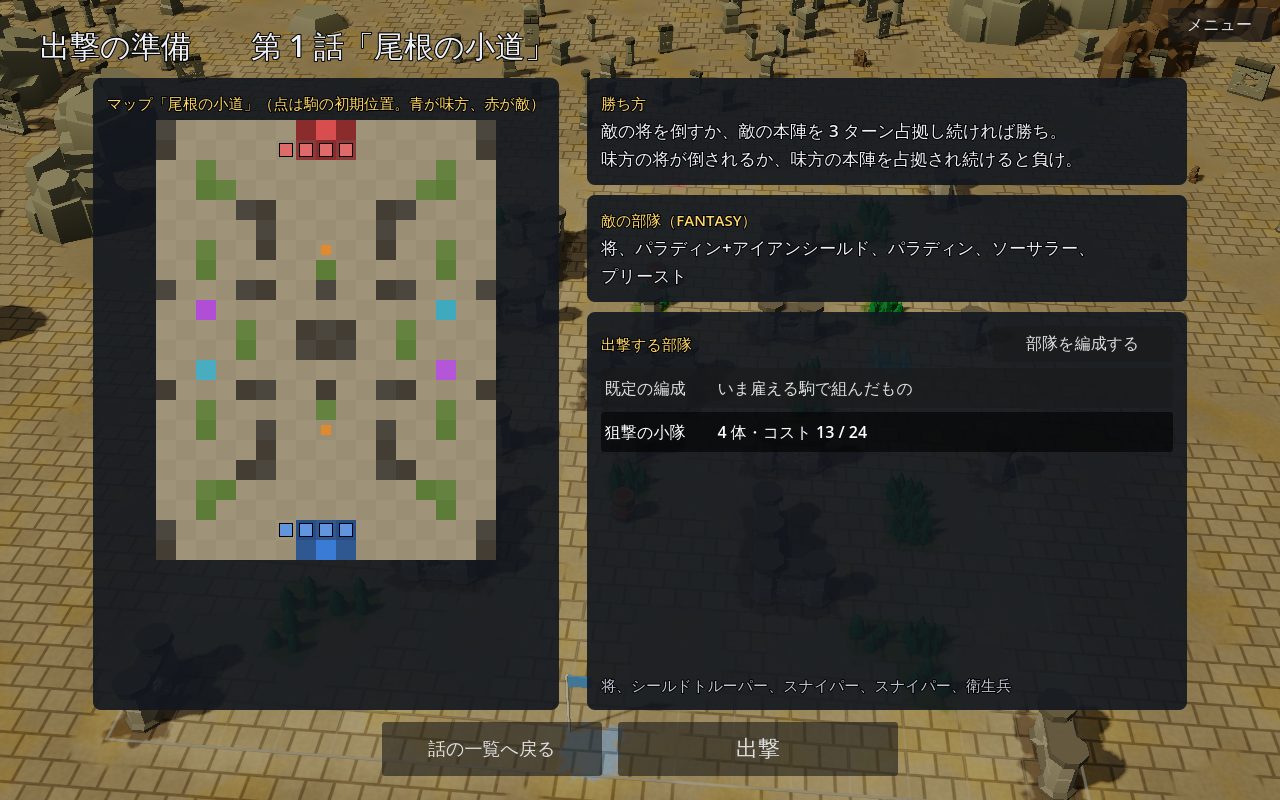 メニュー
出撃の準備　　第 1 話「尾根の小道」
マップ「尾根の小道」（点は駒の初期位置。青が味方、赤が敵）
勝ち方
敵の将を倒すか、敵の本陣を 3 ターン占拠し続ければ勝ち。
味方の将が倒されるか、味方の本陣を占拠され続けると負け。
敵の部隊（FANTASY）
将、パラディン+アイアンシールド、パラディン、ソーサラー、
プリースト
出撃する部隊　　部隊を編成する
既定の編成　　いま雇える駒で組んだもの
狙撃の小隊　　4 体・コスト 13 / 24
将、シールドトルーパー、スナイパー、スナイパー、衛生兵
話の一覧へ戻る　　出撃